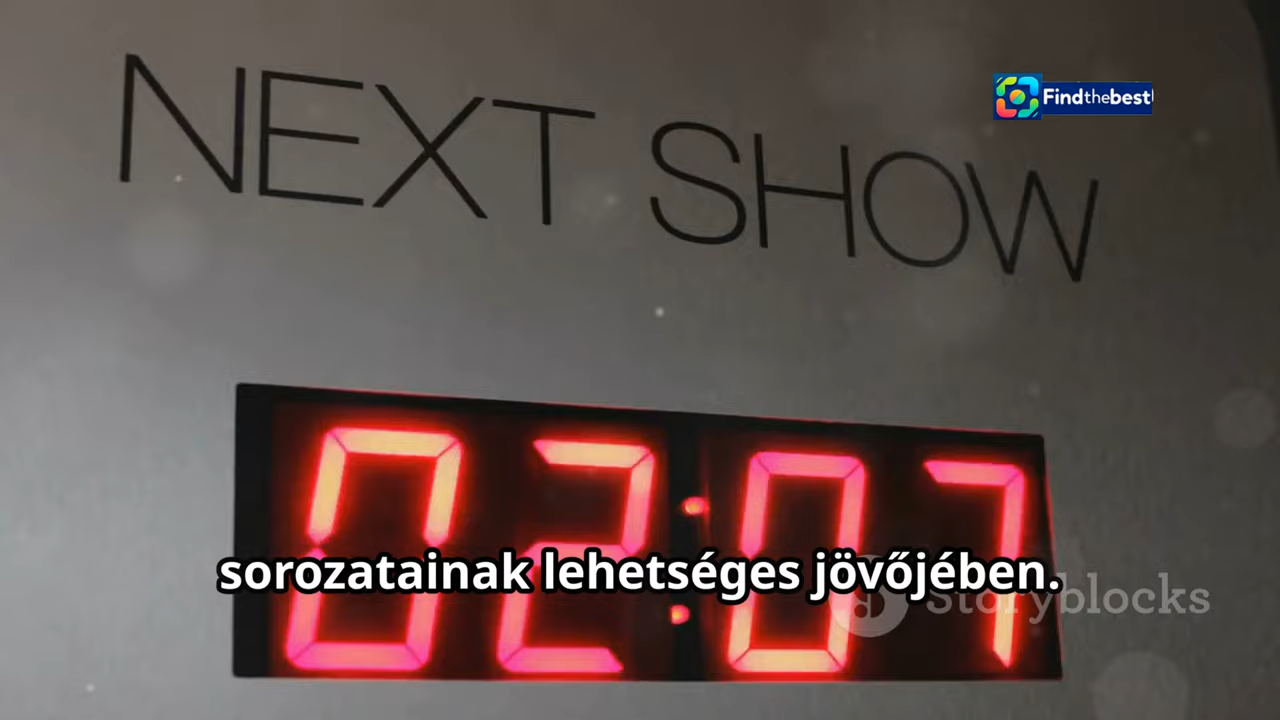 NEXT SHOW
Findthebest
02:07
sorozatainak lehetséges jövőjében.
Storyblocks